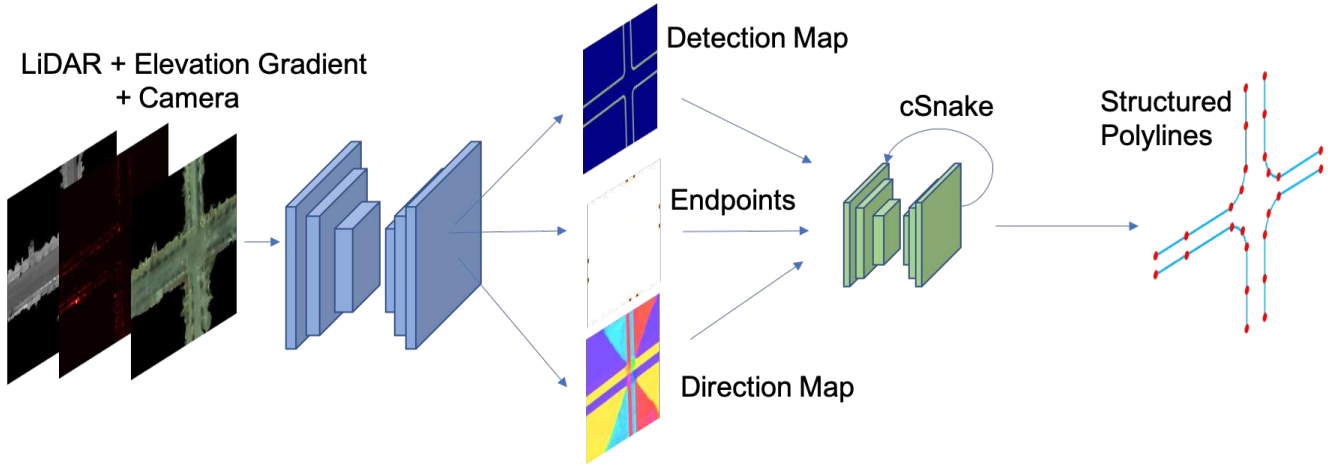 LiDAR + Elevation Gradient
+ Camera
Detection Map
Endpoints
Direction Map
cSnake
Structured
Polylines